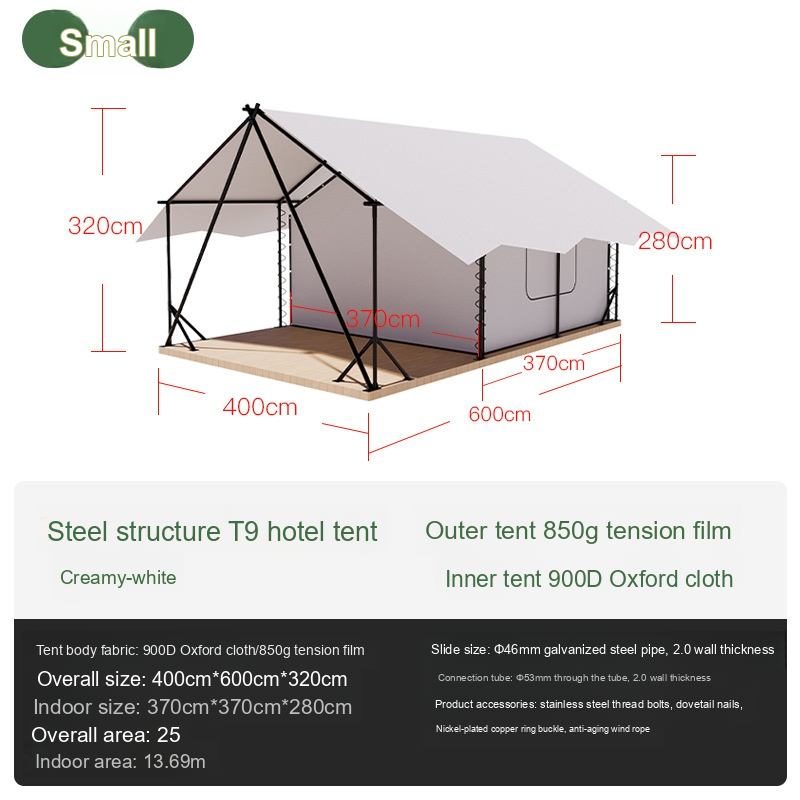 Small
320cm
280cm
370cm
370cm
400cm
600cm
Steel structure T9 hotel tent
Creamy-white
Outer tent 850g tension film
Inner tent 900D Oxford cloth
Tent body fabric: 900D Oxford cloth/850g tension film
Overall size: 400cm*600cm*320cm
Indoor size: 370cm*370cm*280cm
Overall area: 25
Indoor area: 13.69m
Slide size: Φ46mm galvanized steel pipe, 2.0 wall thickness
Connection tube: Φ53mm through the tube, 2.0 wall thickness
Product accessories: stainless steel thread bolts, dovetail nails,
Nickel-plated copper ring buckle, anti-aging wind rope